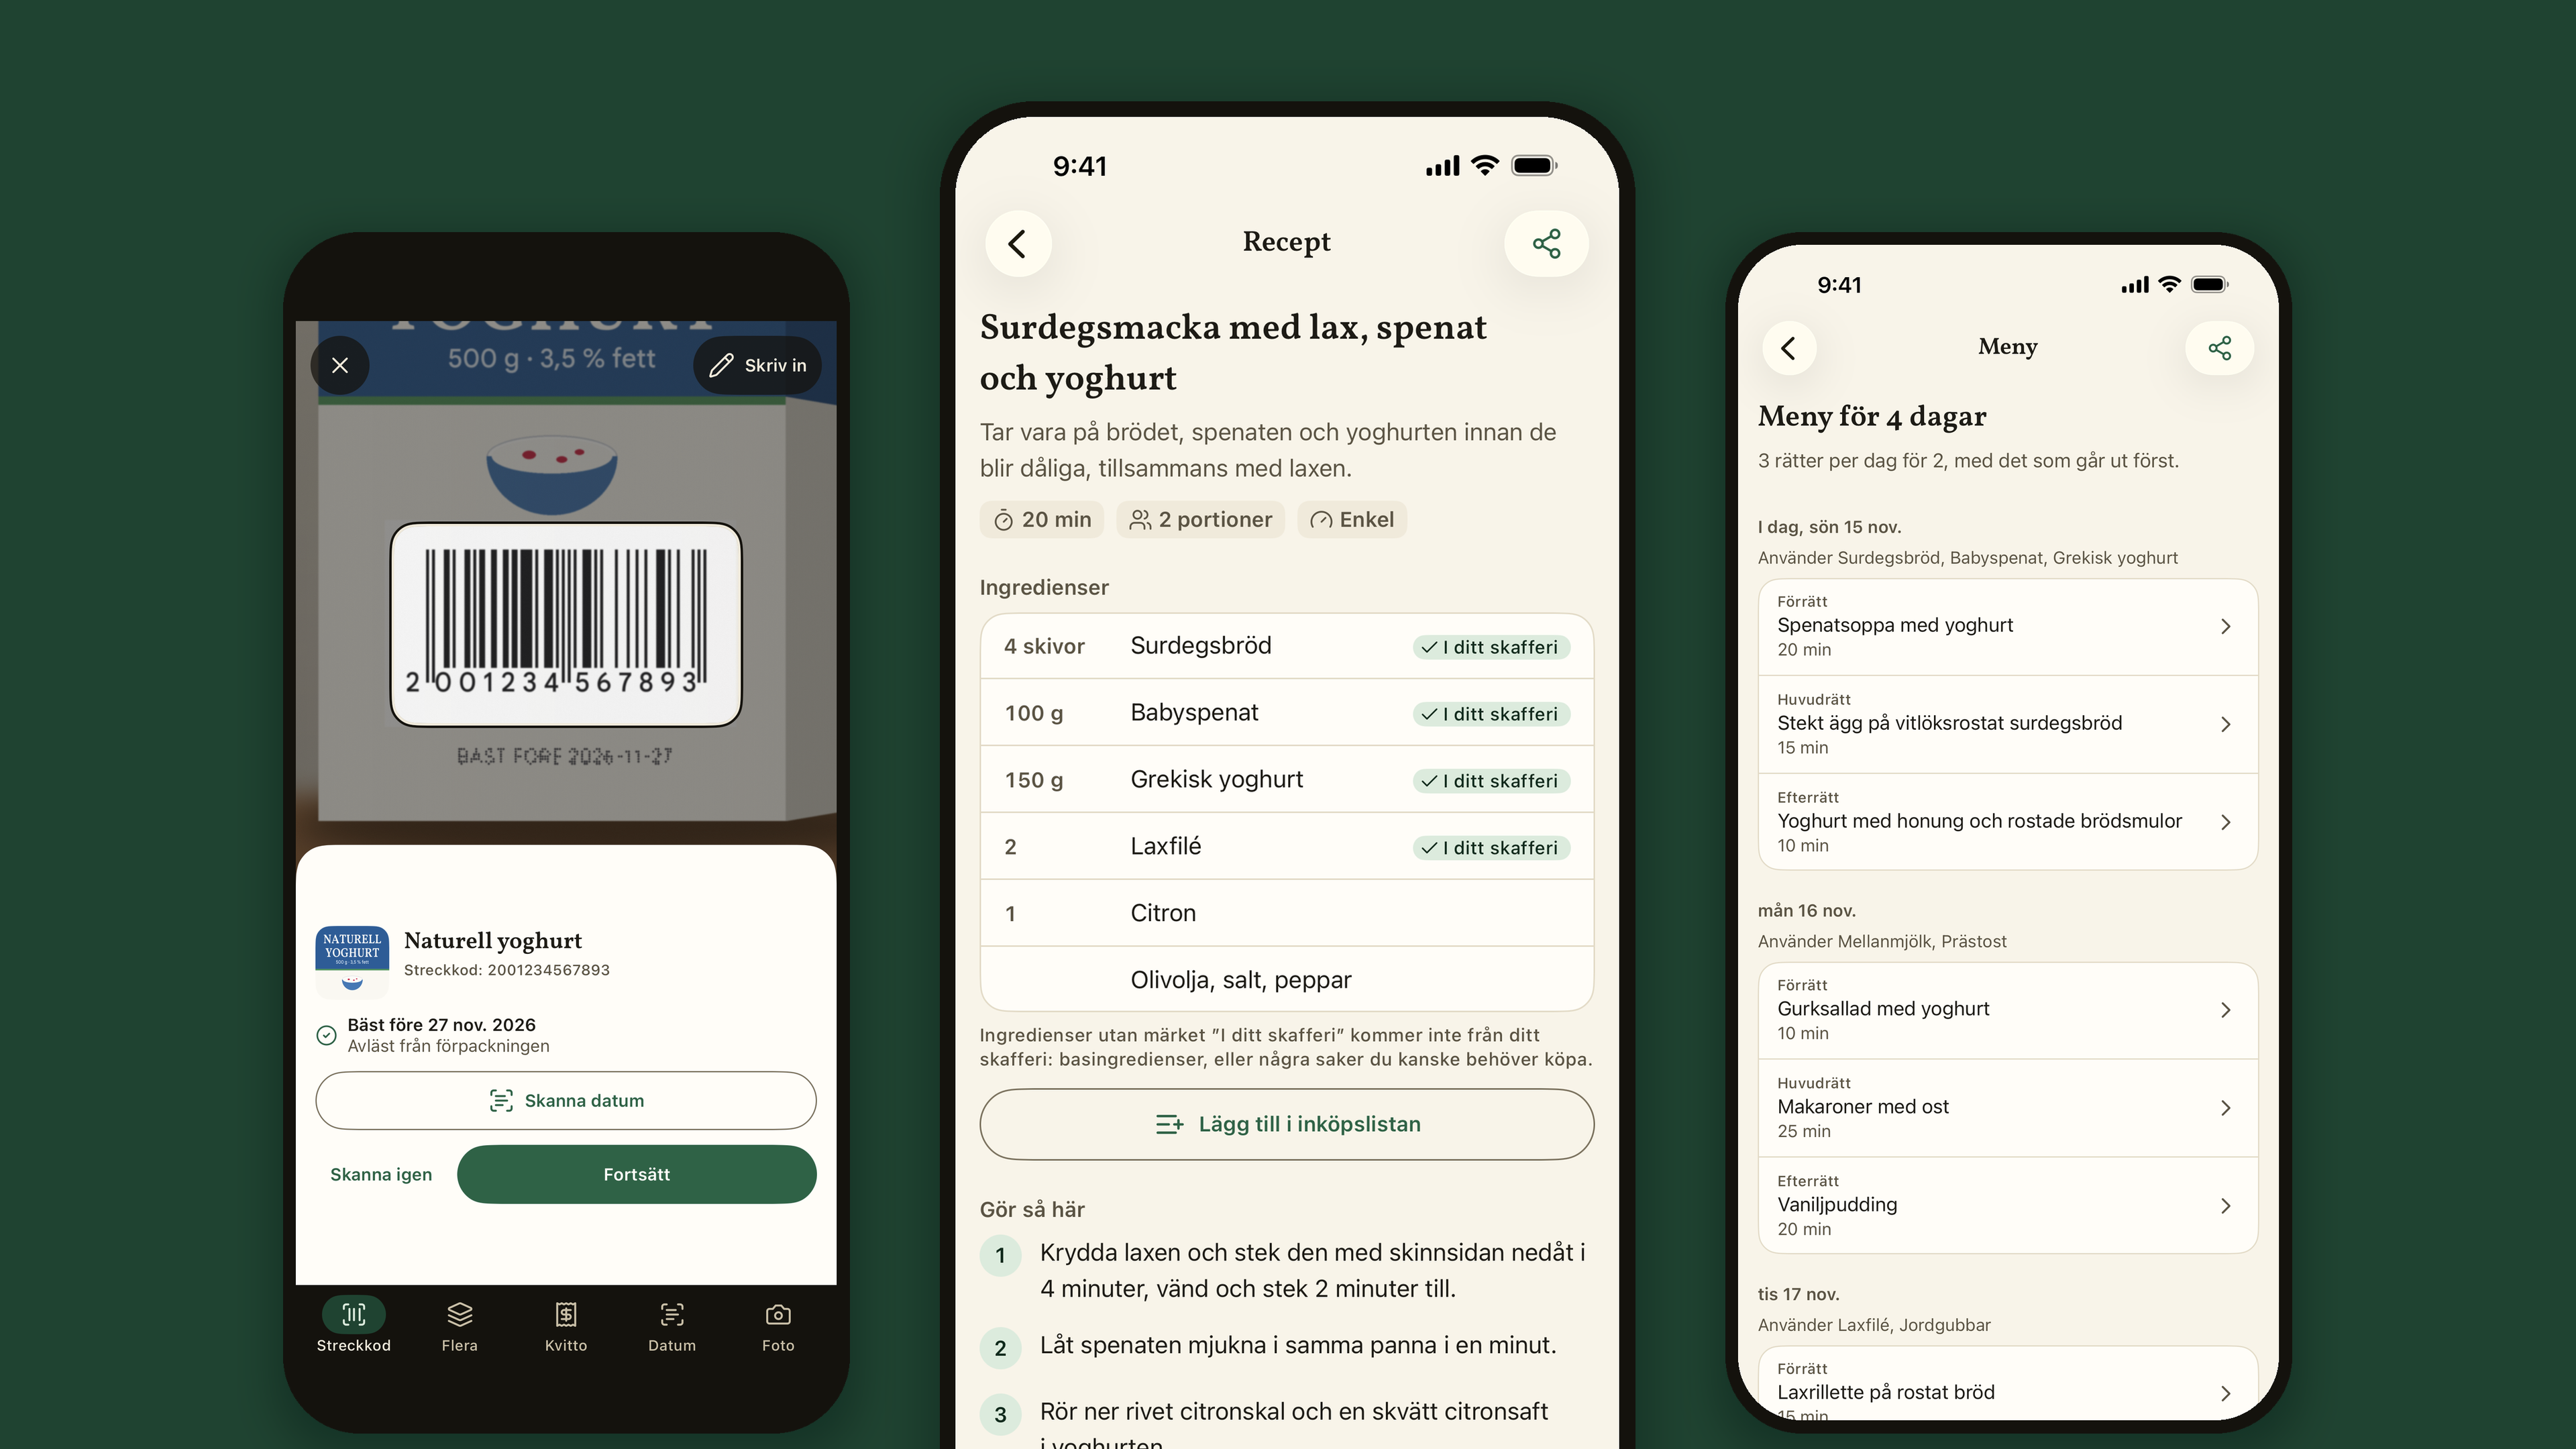 500 g · 3,5 % fett
Skriv in
2 001234 567893
BÄST FÖRE 2026-11-27
NATURELL
YOGHURT
500 g · 3,5 % fett
Naturell yoghurt
Streckkod: 2001234567893
Bäst före 27 nov. 2026
Avläst från förpackningen
Skanna datum
Skanna igen
Fortsätt
Streckkod
Flera
Kvitto
Datum
Foto
9:41
Recept
Surdegsmacka med lax, spenat
och yoghurt
Tar vara på brödet, spenaten och yoghurten innan de
blir dåliga, tillsammans med laxen.
20 min
2 portioner
Enkel
Ingredienser
4 skivor Surdegsbröd I ditt skafferi
100 g Babyspenat I ditt skafferi
150 g Grekisk yoghurt I ditt skafferi
2 Laxfilé I ditt skafferi
1 Citron
Olivolja, salt, peppar
Ingredienser utan märket ”I ditt skafferi” kommer inte från ditt
skafferi: basingredienser, eller några saker du kanske behöver köpa.
Lägg till i inköpslistan
Gör så här
1 Krydda laxen och stek den med skinnsidan nedåt i
4 minuter, vänd och stek 2 minuter till.
2 Låt spenaten mjukna i samma panna i en minut.
3 Rör ner rivet citronskal och en skvätt citronsaft
i yoghurten
9:41
Meny
Meny för 4 dagar
3 rätter per dag för 2, med det som går ut först.
I dag, sön 15 nov.
Använder Surdegsbröd, Babyspenat, Grekisk yoghurt
Förrätt
Spenatsoppa med yoghurt
20 min
Huvudrätt
Stekt ägg på vitlöksrostat surdegsbröd
15 min
Efterrätt
Yoghurt med honung och rostade brödsmulor
10 min
mån 16 nov.
Använder Mellanmjölk, Prästost
Förrätt
Gurksallad med yoghurt
10 min
Huvudrätt
Makaroner med ost
25 min
Efterrätt
Vaniljpudding
20 min
tis 17 nov.
Använder Laxfilé, Jordgubbar
Förrätt
Laxrillette på rostat bröd
15 min